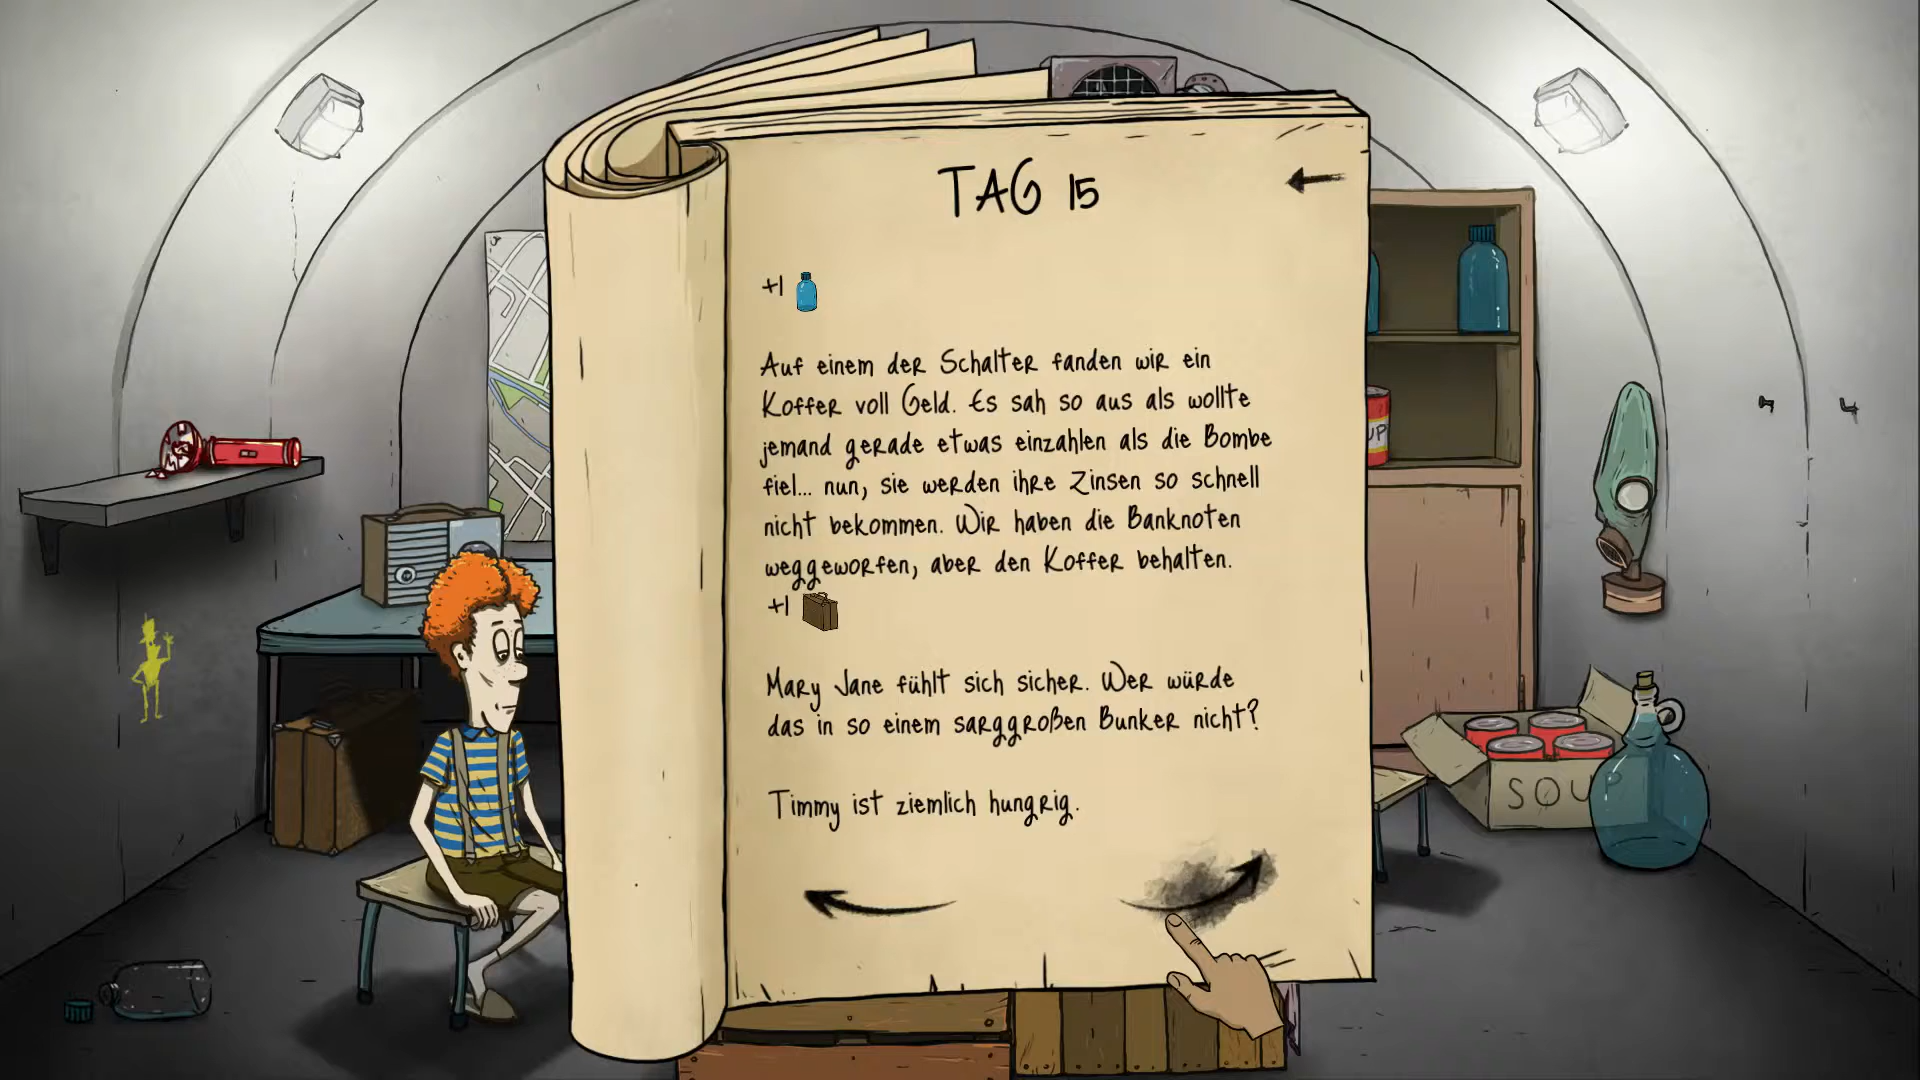 TAG 15
+1
Auf einem der Schalter fanden wir ein
Koffer voll Geld. Es sah so aus als wollte
jemand gerade etwas einzahlen als die Bombe
fiel... nun, sie werden ihre Zinsen so schnell
nicht bekommen. Wir haben die Banknoten
weggeworfen, aber den Koffer behalten.
+1
Mary Jane fühlt sich sicher. Wer würde
das in so einem sarggroßen Bunker nicht?
Timmy ist ziemlich hungrig.
UP
SOUP